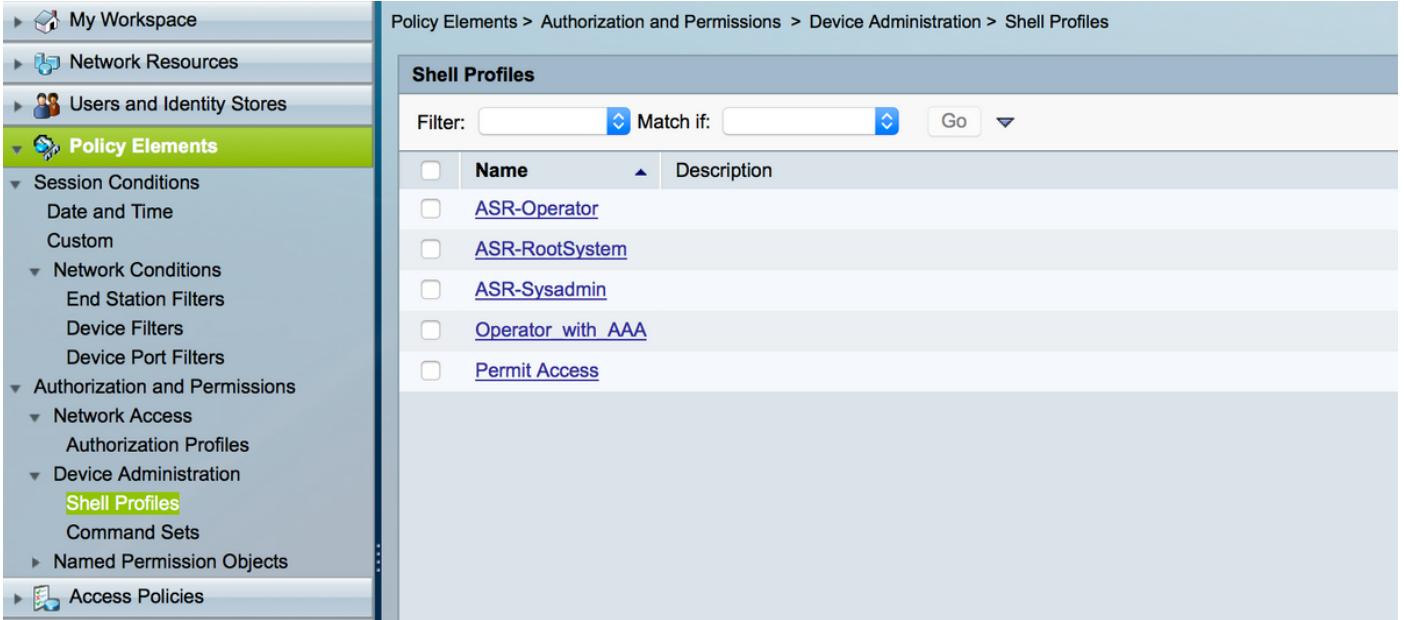 My Workspace
Network Resources
Users and Identity Stores
Policy Elements
Session Conditions
Date and Time
Custom
Network Conditions
End Station Filters
Device Filters
Device Port Filters
Authorization and Permissions
Network Access
Authorization Profiles
Device Administration
Shell Profiles
Command Sets
Named Permission Objects
Access Policies
Policy Elements > Authorization and Permissions > Device Administration > Shell Profiles
Shell Profiles
Filter: Match if: Go
Name Description
ASR-Operator
ASR-RootSystem
ASR-Sysadmin
Operator_with_AAA
Permit Access